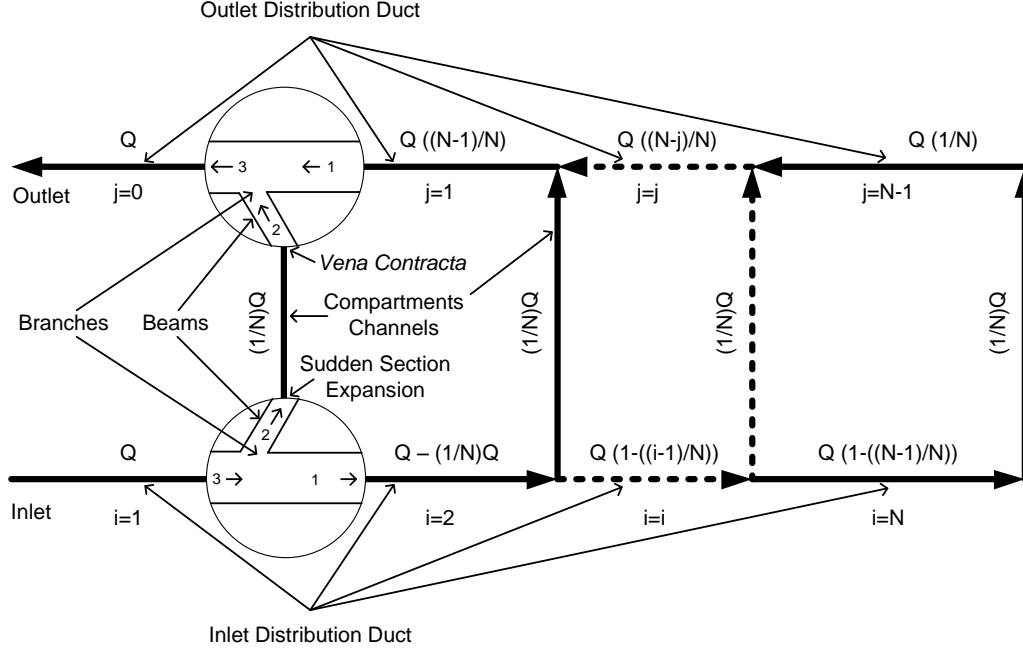 Outlet Distribution Duct
Q
Q ((N-1)/N)
Q ((N-j)/N)
Q (1/N)
3
1
Outlet
j=0
j=1
j=j
j=N-1
2
Vena Contracta
Branches
Beams
(1/N)Q
Compartments
Channels
(1/N)Q
(1/N)Q
(1/N)Q
Sudden Section
Expansion
2
Q
Q – (1/N)Q
Q (1-((i-1)/N))
Q (1-((N-1)/N))
3
1
Inlet
i=1
i=2
i=i
i=N
Inlet Distribution Duct